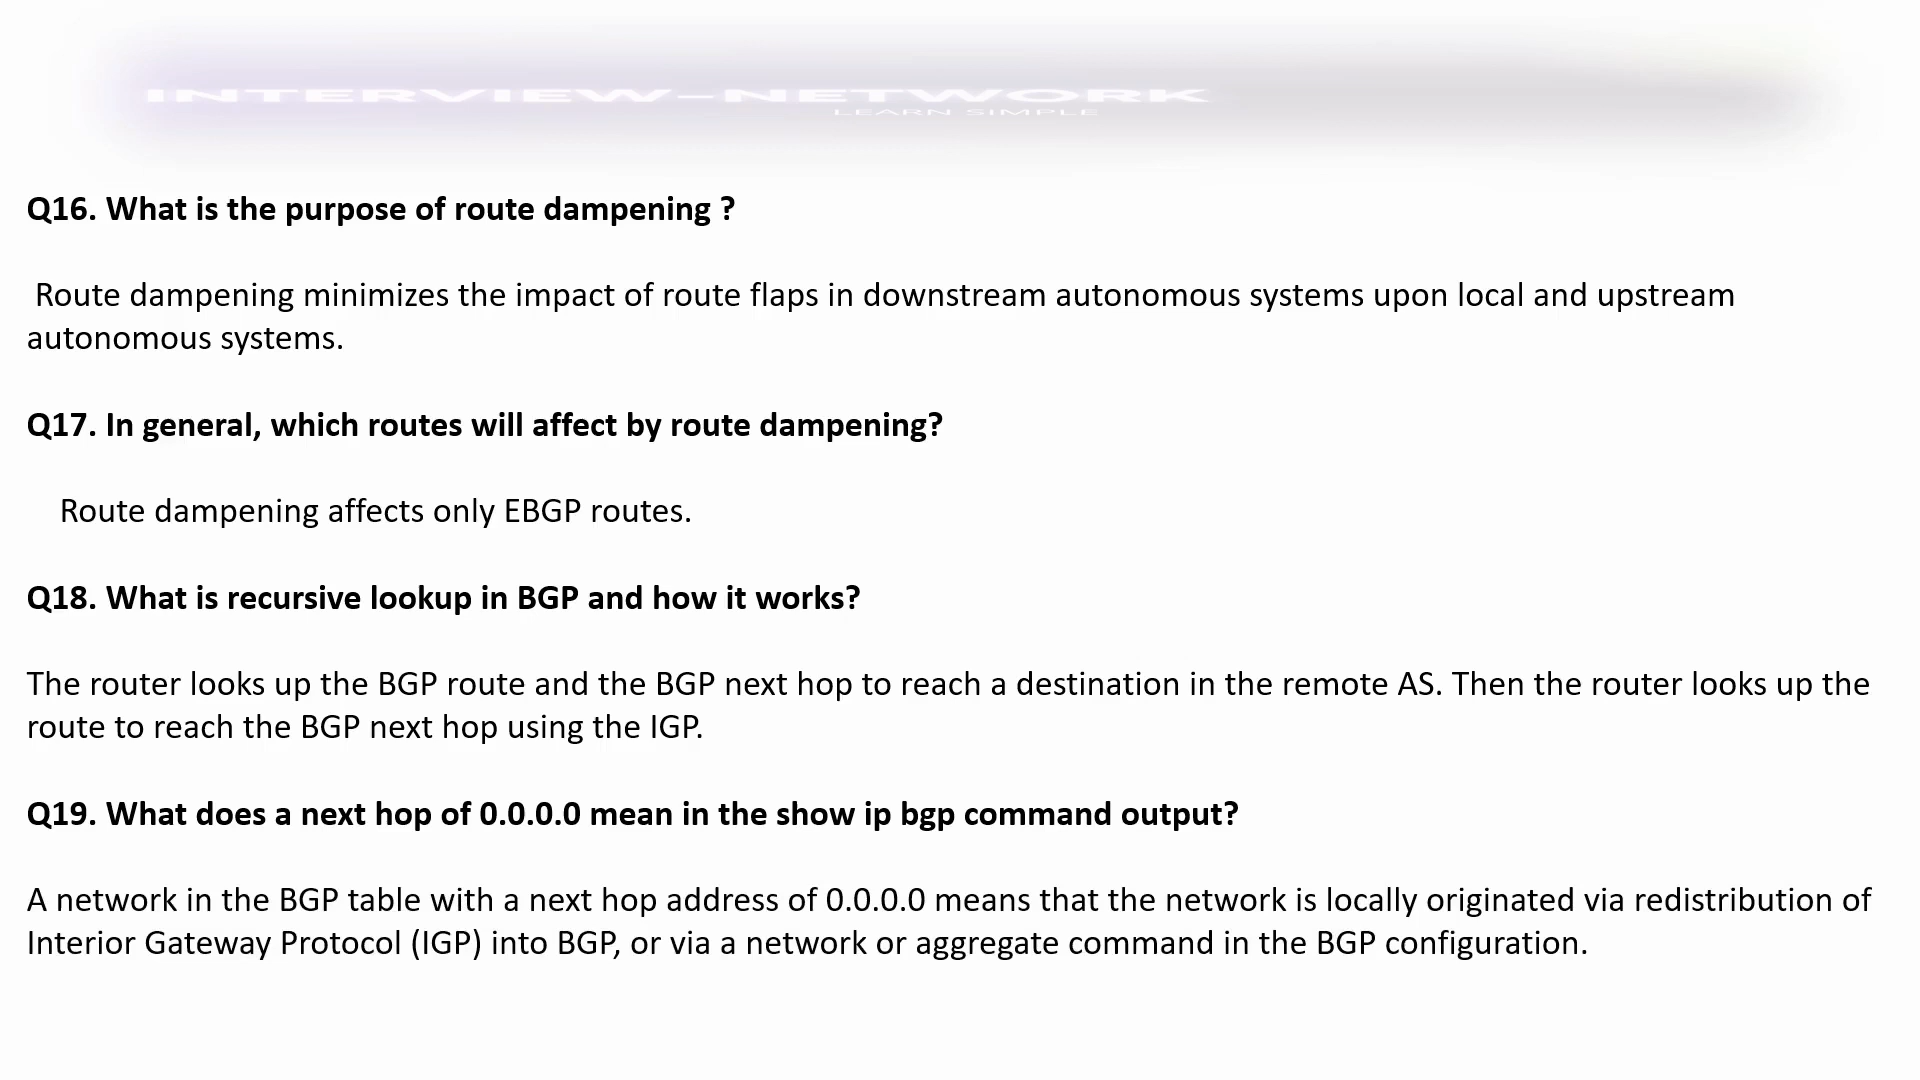 INTERVIEW-NETWORK
LEARN SIMPLE
Q16. What is the purpose of route dampening ?
Route dampening minimizes the impact of route flaps in downstream autonomous systems upon local and upstream
autonomous systems.
Q17. In general, which routes will affect by route dampening?
Route dampening affects only EBGP routes.
Q18. What is recursive lookup in BGP and how it works?
The router looks up the BGP route and the BGP next hop to reach a destination in the remote AS. Then the router looks up the
route to reach the BGP next hop using the IGP.
Q19. What does a next hop of 0.0.0.0 mean in the show ip bgp command output?
A network in the BGP table with a next hop address of 0.0.0.0 means that the network is locally originated via redistribution of
Interior Gateway Protocol (IGP) into BGP, or via a network or aggregate command in the BGP configuration.